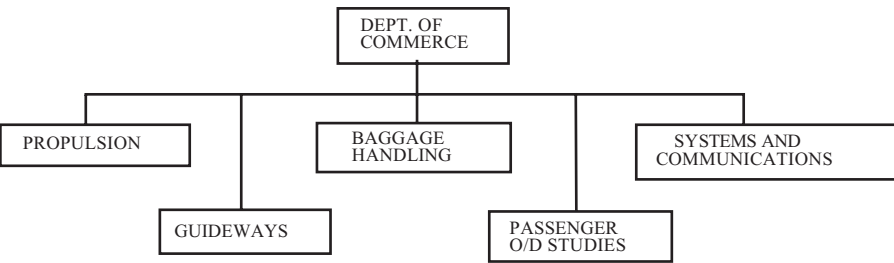 DEPT. OF
COMMERCE
PROPULSION
BAGGAGE
HANDLING
SYSTEMS AND
COMMUNICATIONS
GUIDEWAYS
PASSENGER
O/D STUDIES